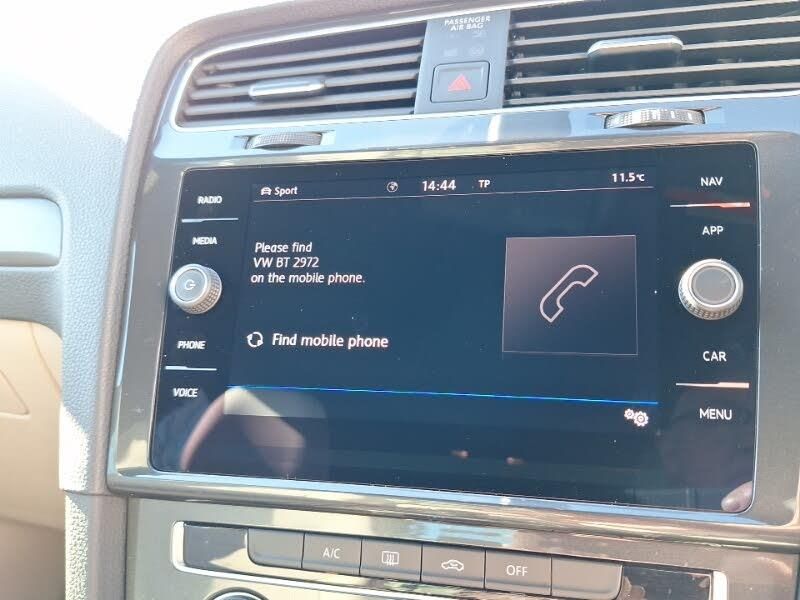 PASSENGER
AIR BAG
RADIO
MEDIA
PHONE
VOICE
Sport
14:44
TP
11.5°C
Please find
VW BT 2972
on the mobile phone.
Find mobile phone
NAV
APP
CAR
MENU
A/C
OFF